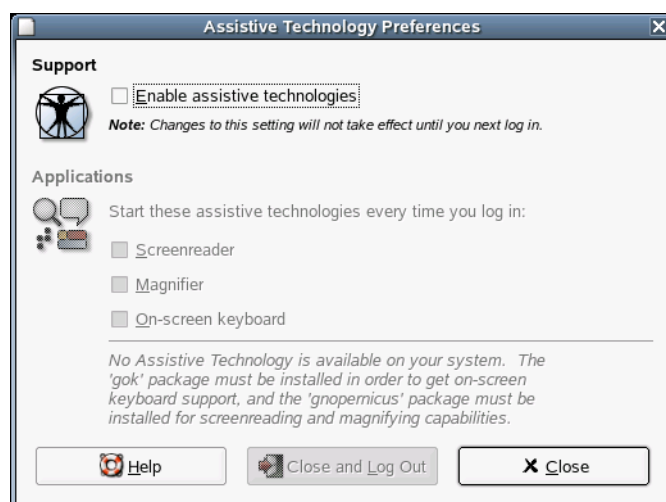 Assistive Technology Preferences
Support
Enable assistive technologies
Note: Changes to this setting will not take effect until you next log in.
Applications
Start these assistive technologies every time you log in:
Screenreader
Magnifier
On-screen keyboard
No Assistive Technology is available on your system. The
'gok' package must be installed in order to get on-screen
keyboard support, and the 'gnopernicus' package must be
installed for screenreading and magnifying capabilities.
Help
Close and Log Out
Close